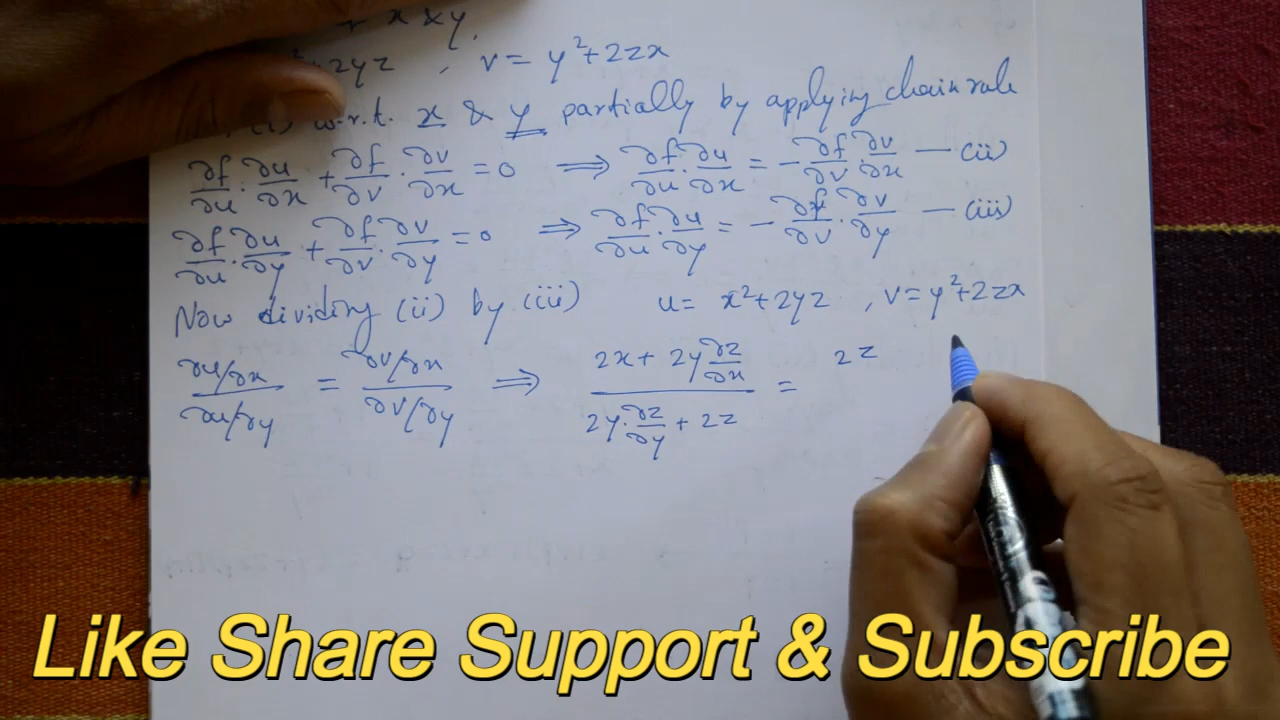 x & y.
2yz , v = y²+2zx
(i) w.r.t. x & y partially by applying chain rule
∂f/∂u · ∂u/∂x + ∂f/∂v · ∂v/∂x = 0 ⟹ ∂f/∂u · ∂u/∂x = - ∂f/∂v · ∂v/∂x — (ii)
∂f/∂u · ∂u/∂y + ∂f/∂v · ∂v/∂y = 0 ⟹ ∂f/∂u · ∂u/∂y = - ∂f/∂v · ∂v/∂y — (iii)
Now dividing (ii) by (iii) u = x²+2yz , v = y²+2zx
(∂u/∂x)/(∂u/∂y) = (∂v/∂x)/(∂v/∂y) ⟹ (2x + 2y ∂z/∂x)/(2y · ∂z/∂y + 2z) = 2z
Like Share Support & Subscribe